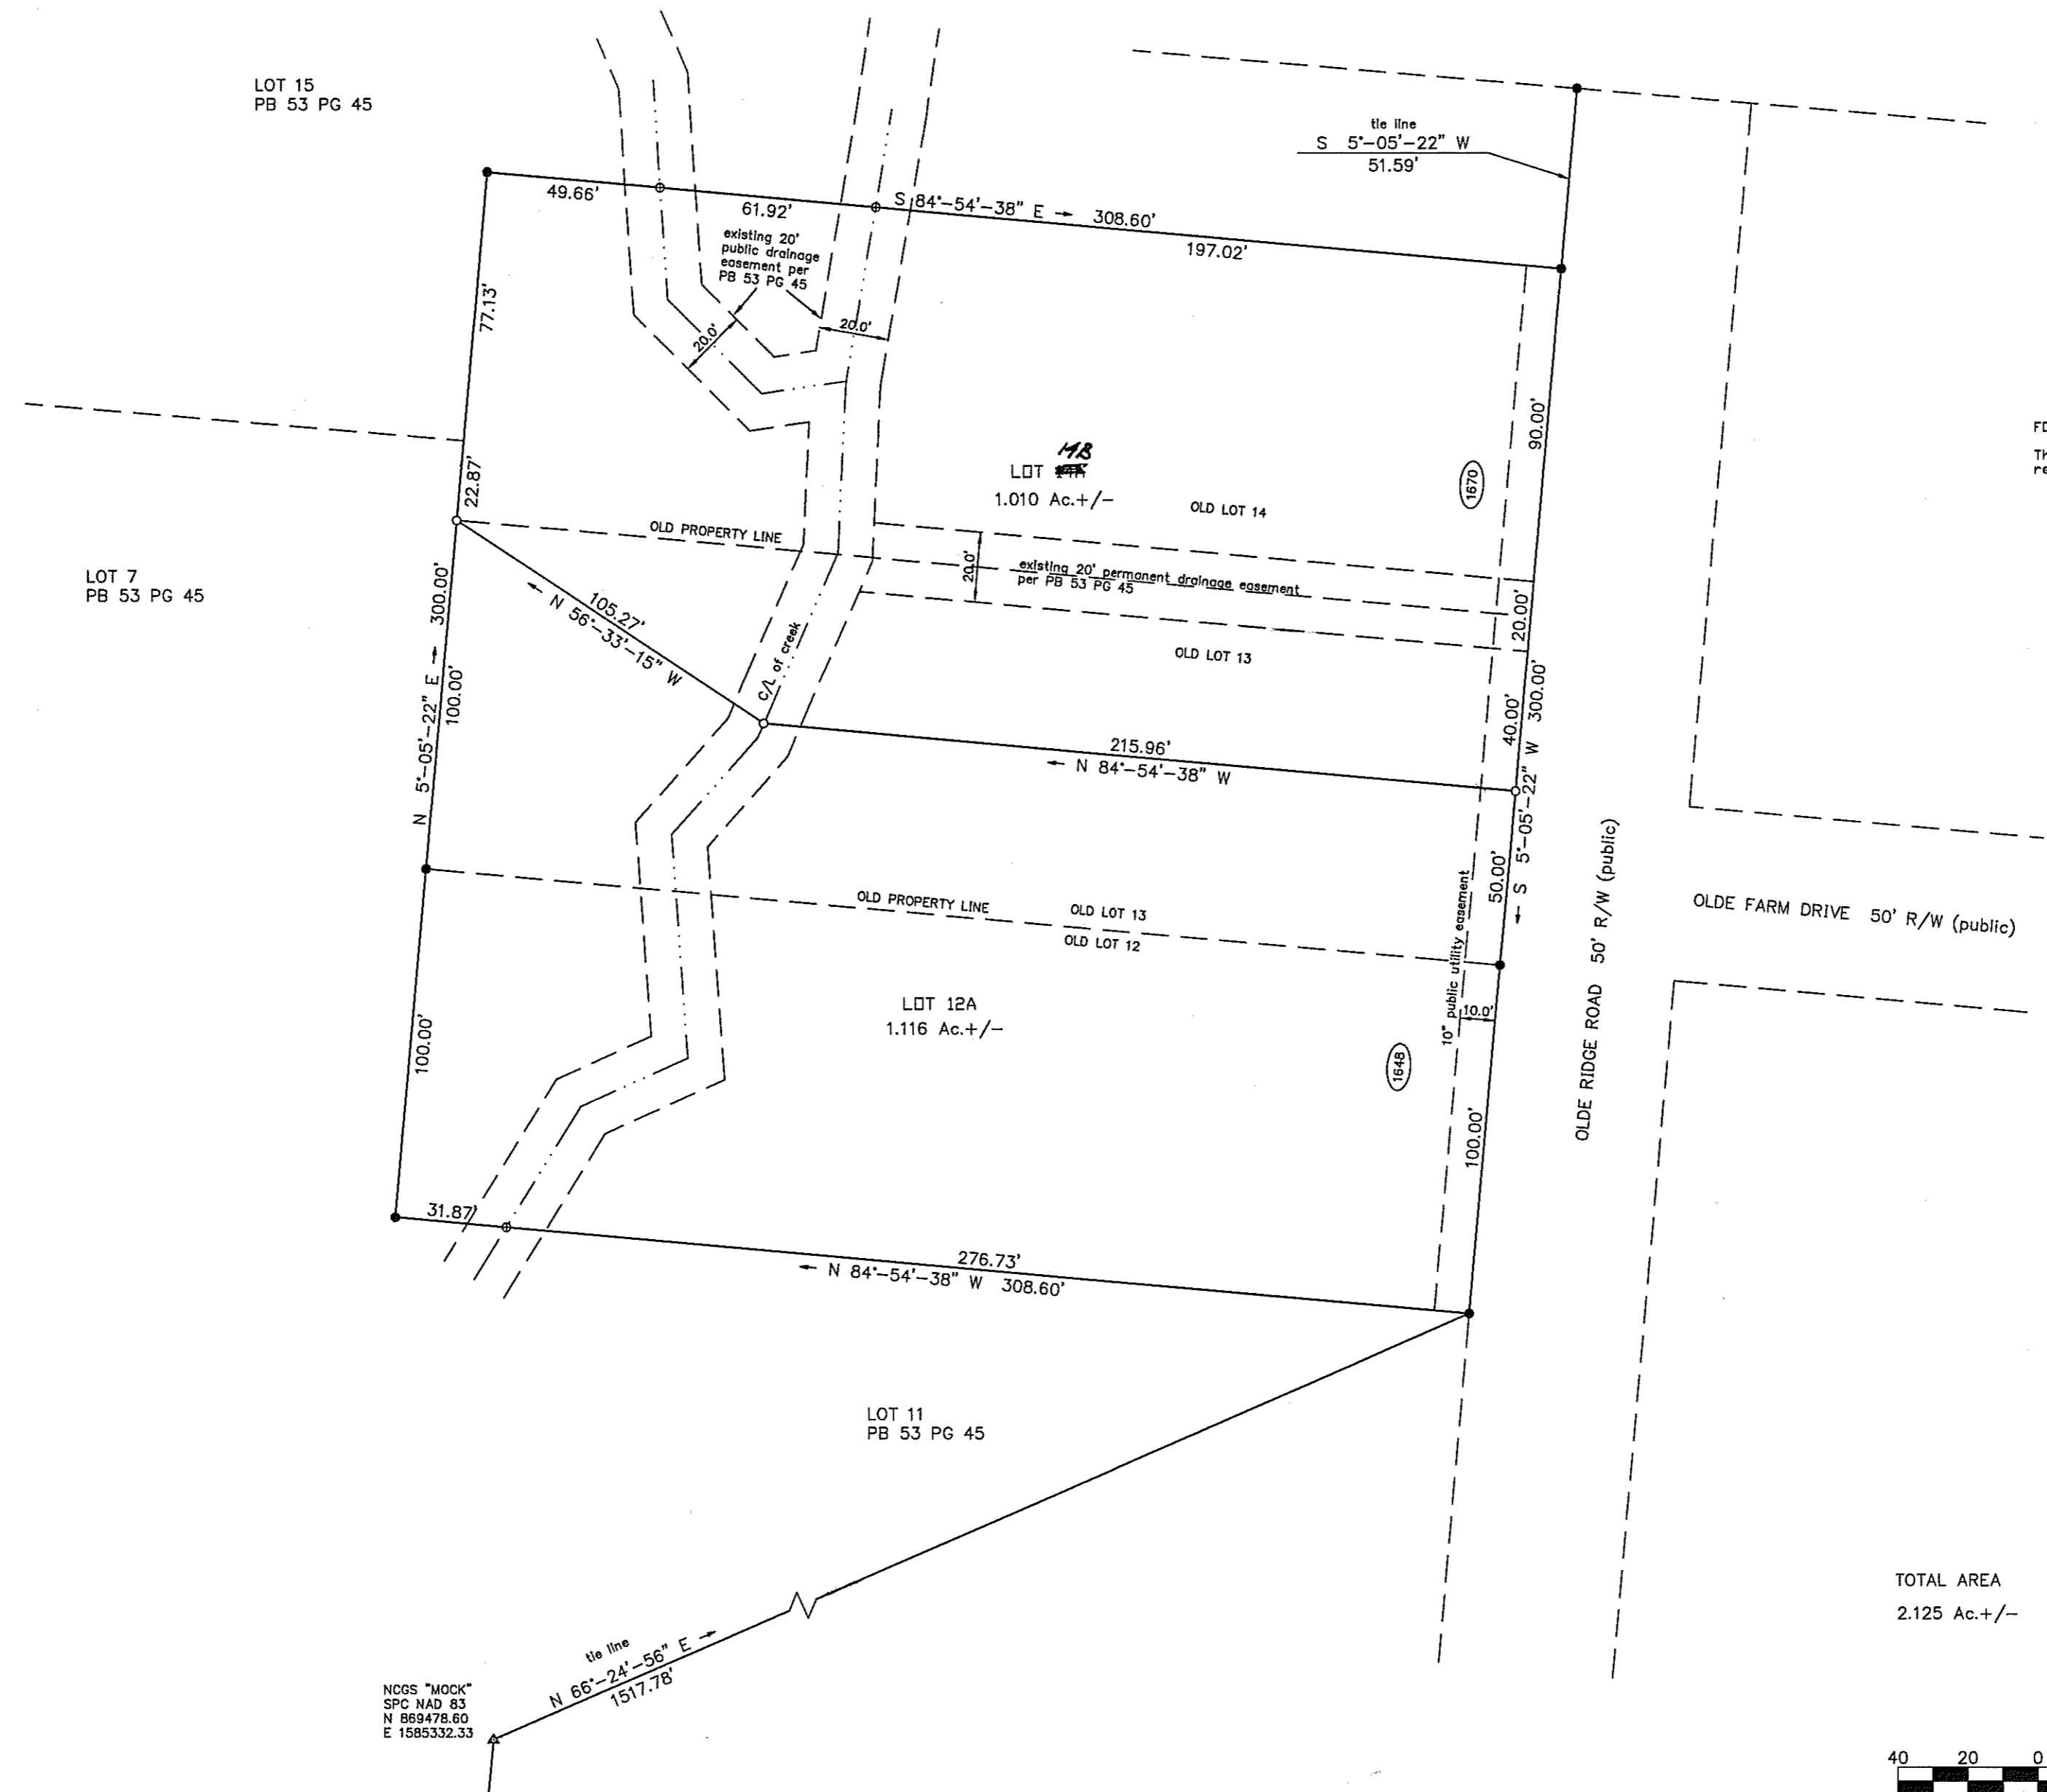 LOT 15
PB 53 PG 45
tie line
S 5°-05'-22" W
51.59'
49.66'
61.92'
S 84°-54'-38" E
308.60'
197.02'
existing 20'
public drainage
easement per
PB 53 PG 45
20.0'
20.0'
77.13'
90.00'
22.87'
14B
LOT
1.010 Ac.+/-
1670
OLD LOT 14
OLD PROPERTY LINE
20.0'
existing 20' permanent drainage easement
per PB 53 PG 45
20.00'
LOT 7
PB 53 PG 45
N 5°-05'-22" E 300.00'
100.00'
105.27'
N 56°-33'-15" W
c/L of creek
OLD LOT 13
40.00'
S 5°-05'-22" W 300.00'
215.96'
N 84°-54'-38" W
50.00'
OLD PROPERTY LINE
OLD LOT 13
OLD LOT 12
10" public utility easement
10.0'
OLDE RIDGE ROAD 50' R/W (public)
OLDE FARM DRIVE 50' R/W (public)
LOT 12A
1.116 Ac.+/-
1648
100.00'
100.00'
31.87'
276.73'
N 84°-54'-38" W 308.60'
LOT 11
PB 53 PG 45
tie line
N 66°-24'-56" E
1517.78'
NCGS "MOCK"
SPC NAD 83
N 869478.60
E 1585332.33
TOTAL AREA
2.125 Ac.+/-
40 20 0